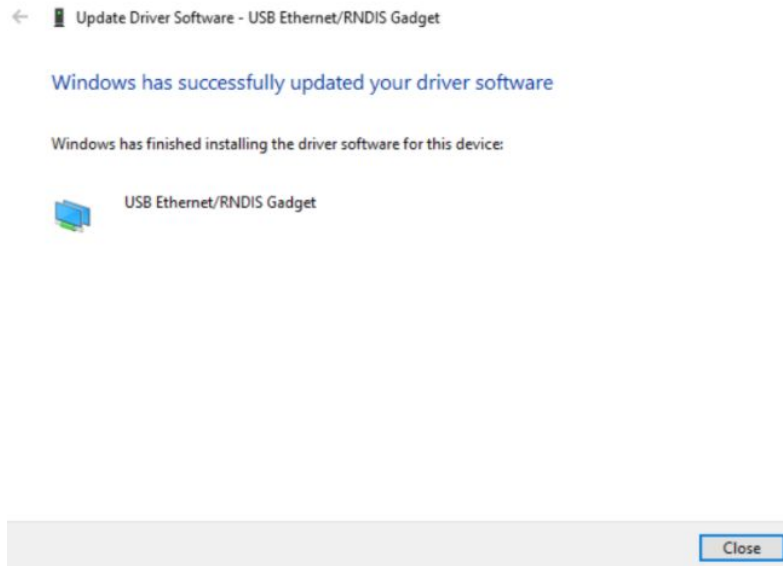 Update Driver Software - USB Ethernet/RNDIS Gadget
Windows has successfully updated your driver software
Windows has finished installing the driver software for this device:
USB Ethernet/RNDIS Gadget
Close